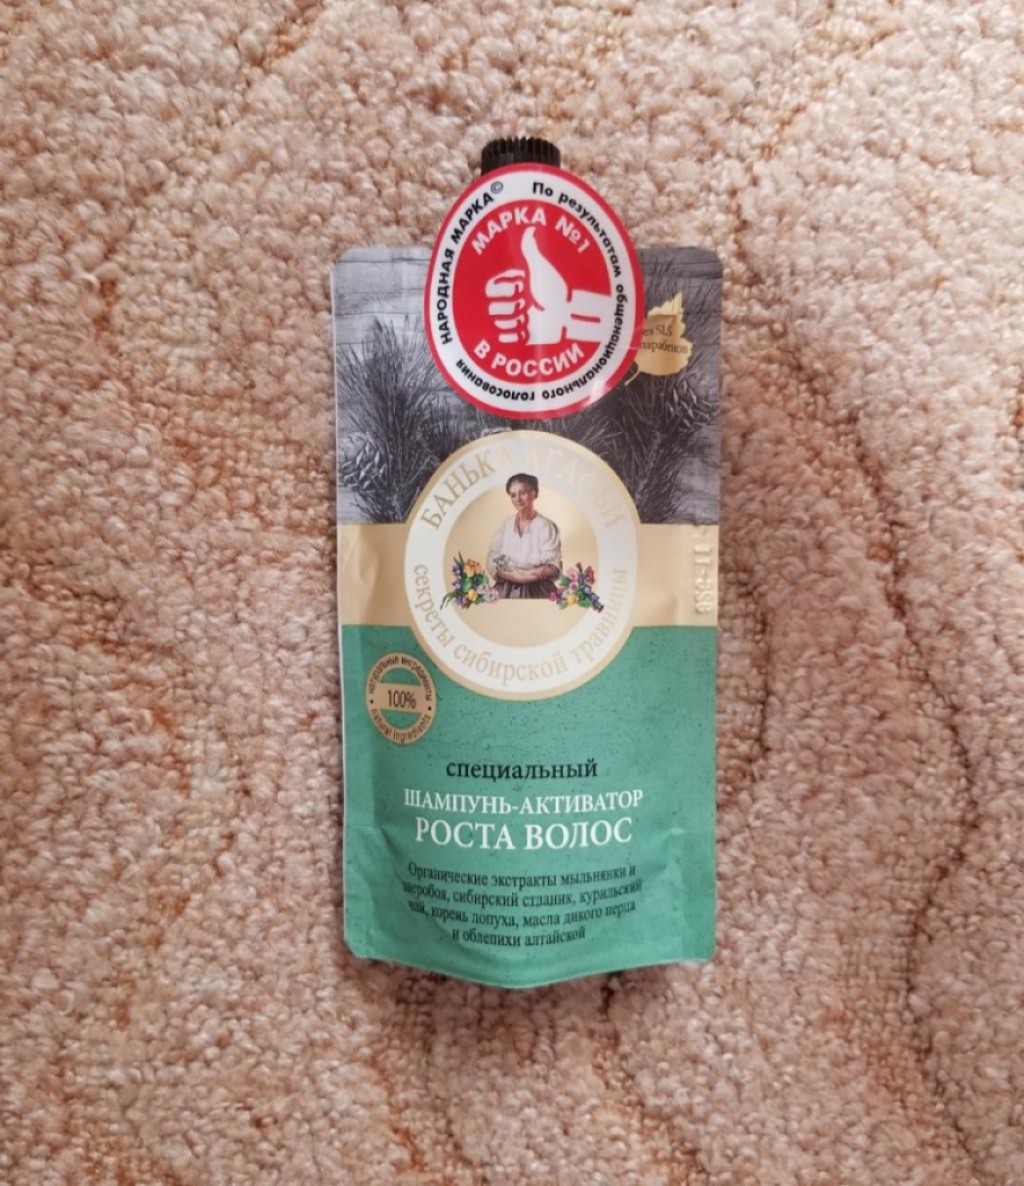 НАРОДНАЯ МАРКА©
По результатам общенационального голосования
МАРКА №1
В РОССИИ
без SLS
парабенов
БАНЬКА АГАФЬИ
секреты сибирской травницы
натуральные ингредиенты
100%
natural ingredients
специальный
ШАМПУНЬ-АКТИВАТОР
РОСТА ВОЛОС
Органические экстракты мыльнянки и
зверобоя, сибирский стланик, курильский
чай, корень лопуха, масла дикого перца
и облепихи алтайской